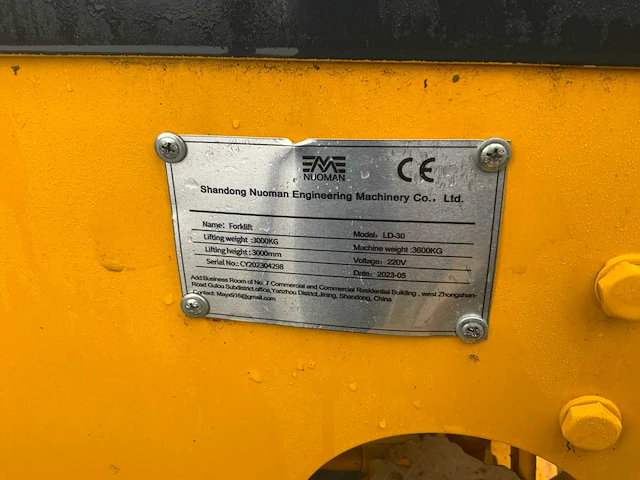 NUOMAN
CE
Shandong Nuoman Engineering Machinery Co., Ltd.
Name: Forklift
Model: LD-30
Lifting weight :3000KG
Machine weight :3600KG
Lifting height: 3000mm
Voltage: 220V
Serial No.: CY202304298
Date: 2023-05
Add:Business Room of No. 7 Commercial and Commercial Residential Building , west Zhongshan
Road Gulou Subdistrict office, Yanzhou District, Jining, Shandong, China
Contact: